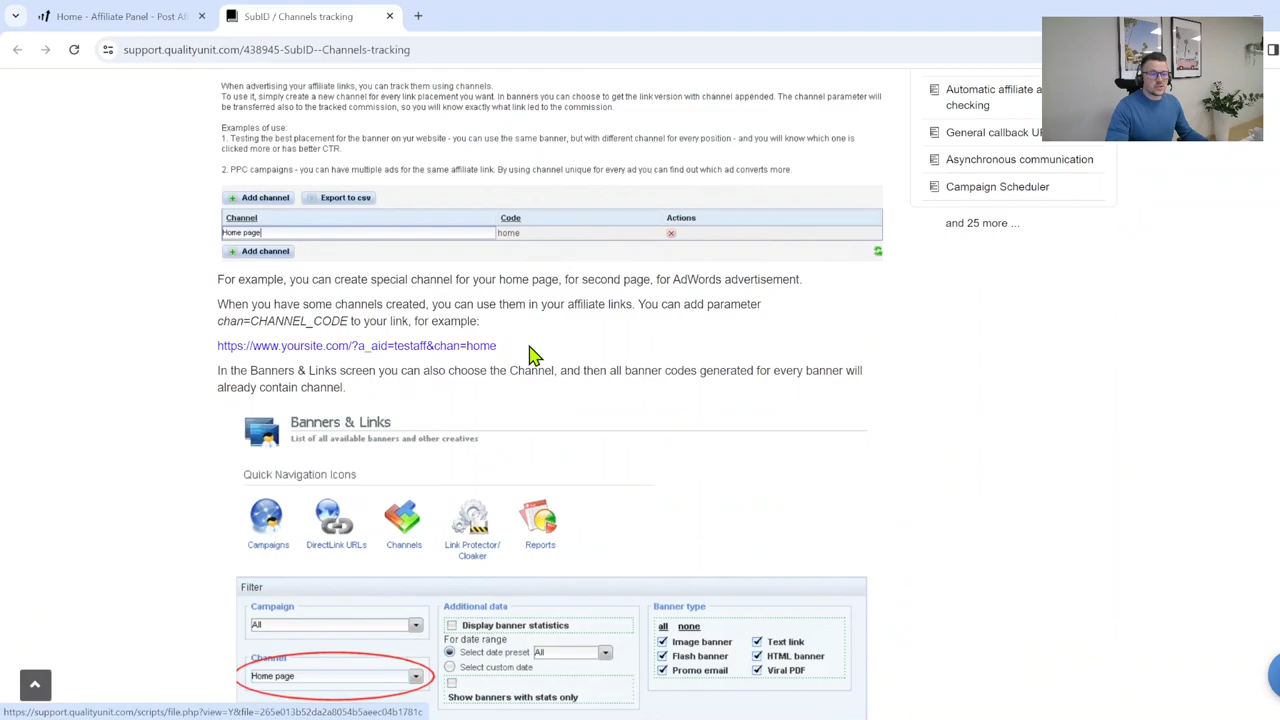 Home - Affiliate Panel - Post Af
SubID / Channels tracking
support.qualityunit.com/438945-SubID--Channels-tracking
When advertising your affiliate links, you can track them using channels.
To use it, simply create a new channel for every link placement you want. In banners you can choose to get the link version with channel appended. The channel parameter will
be transferred also to the tracked commission, so you will know exactly what link led to the commission.
Examples of use:
1. Testing the best placement for the banner on yur website - you can use the same banner, but with different channel for every position - and you will know which one is
clicked more or has better CTR.
2. PPC campaigns - you can have multiple ads for the same affiliate link. By using channel unique for every ad you can find out which ad converts more.
Add channel
Export to csv
Channel
Code
Actions
Home page
home
Add channel
For example, you can create special channel for your home page, for second page, for AdWords advertisement.
When you have some channels created, you can use them in your affiliate links. You can add parameter
chan=CHANNEL_CODE to your link, for example:
https://www.yoursite.com/?a_aid=testaff&chan=home
In the Banners & Links screen you can also choose the Channel, and then all banner codes generated for every banner will
already contain channel.
Banners & Links
List of all available banners and other creatives
Quick Navigation Icons
Campaigns
DirectLink URLs
Channels
Link Protector/
Cloaker
Reports
Filter
Campaign
All
Channel
Home page
Additional data
Display banner statistics
For date range
Select date preset
All
Select custom date
Show banners with stats only
Banner type
all none
Image banner
Text link
Flash banner
HTML banner
Promo email
Viral PDF
Automatic affiliate a
checking
General callback UR
Asynchronous communication
Campaign Scheduler
and 25 more ...
https://support.qualityunit.com/scripts/file.php?view=Y&file=265e013b52da2a8054b5aeec04b1781c